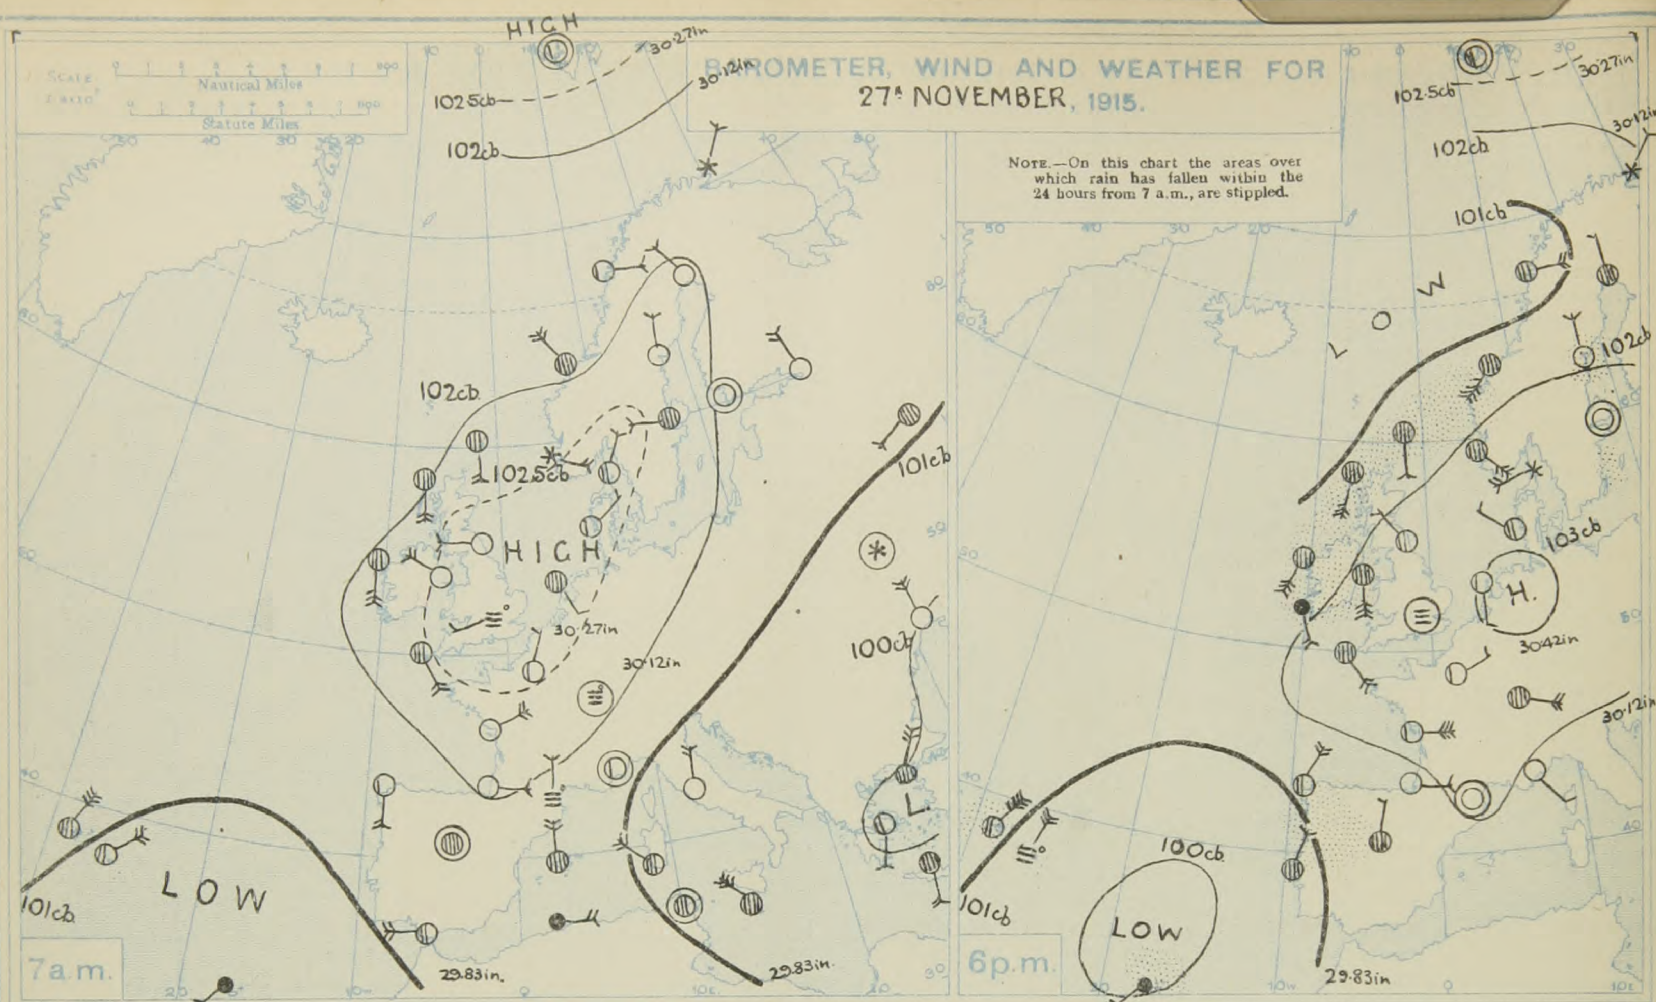 HIGH
30·27in
102·5cb
30·12in
102cb
SCALE
Nautical Miles
Statute Miles
BAROMETER, WIND AND WEATHER FOR
27th NOVEMBER, 1915.
NOTE.—On this chart the areas over
which rain has fallen within the
24 hours from 7 a.m., are stippled.
102cb
102.5cb
HIGH
30·27in
30·12in
101cb
100cb
L.
LOW
101cb
29.83in.
29.83in.
7a.m.
30·27in
102·5cb
30·12in
102cb
101cb
LOW
102cb
103cb
H.
30·42in
30·12in
100cb
LOW
101cb
29.83in
6p.m.